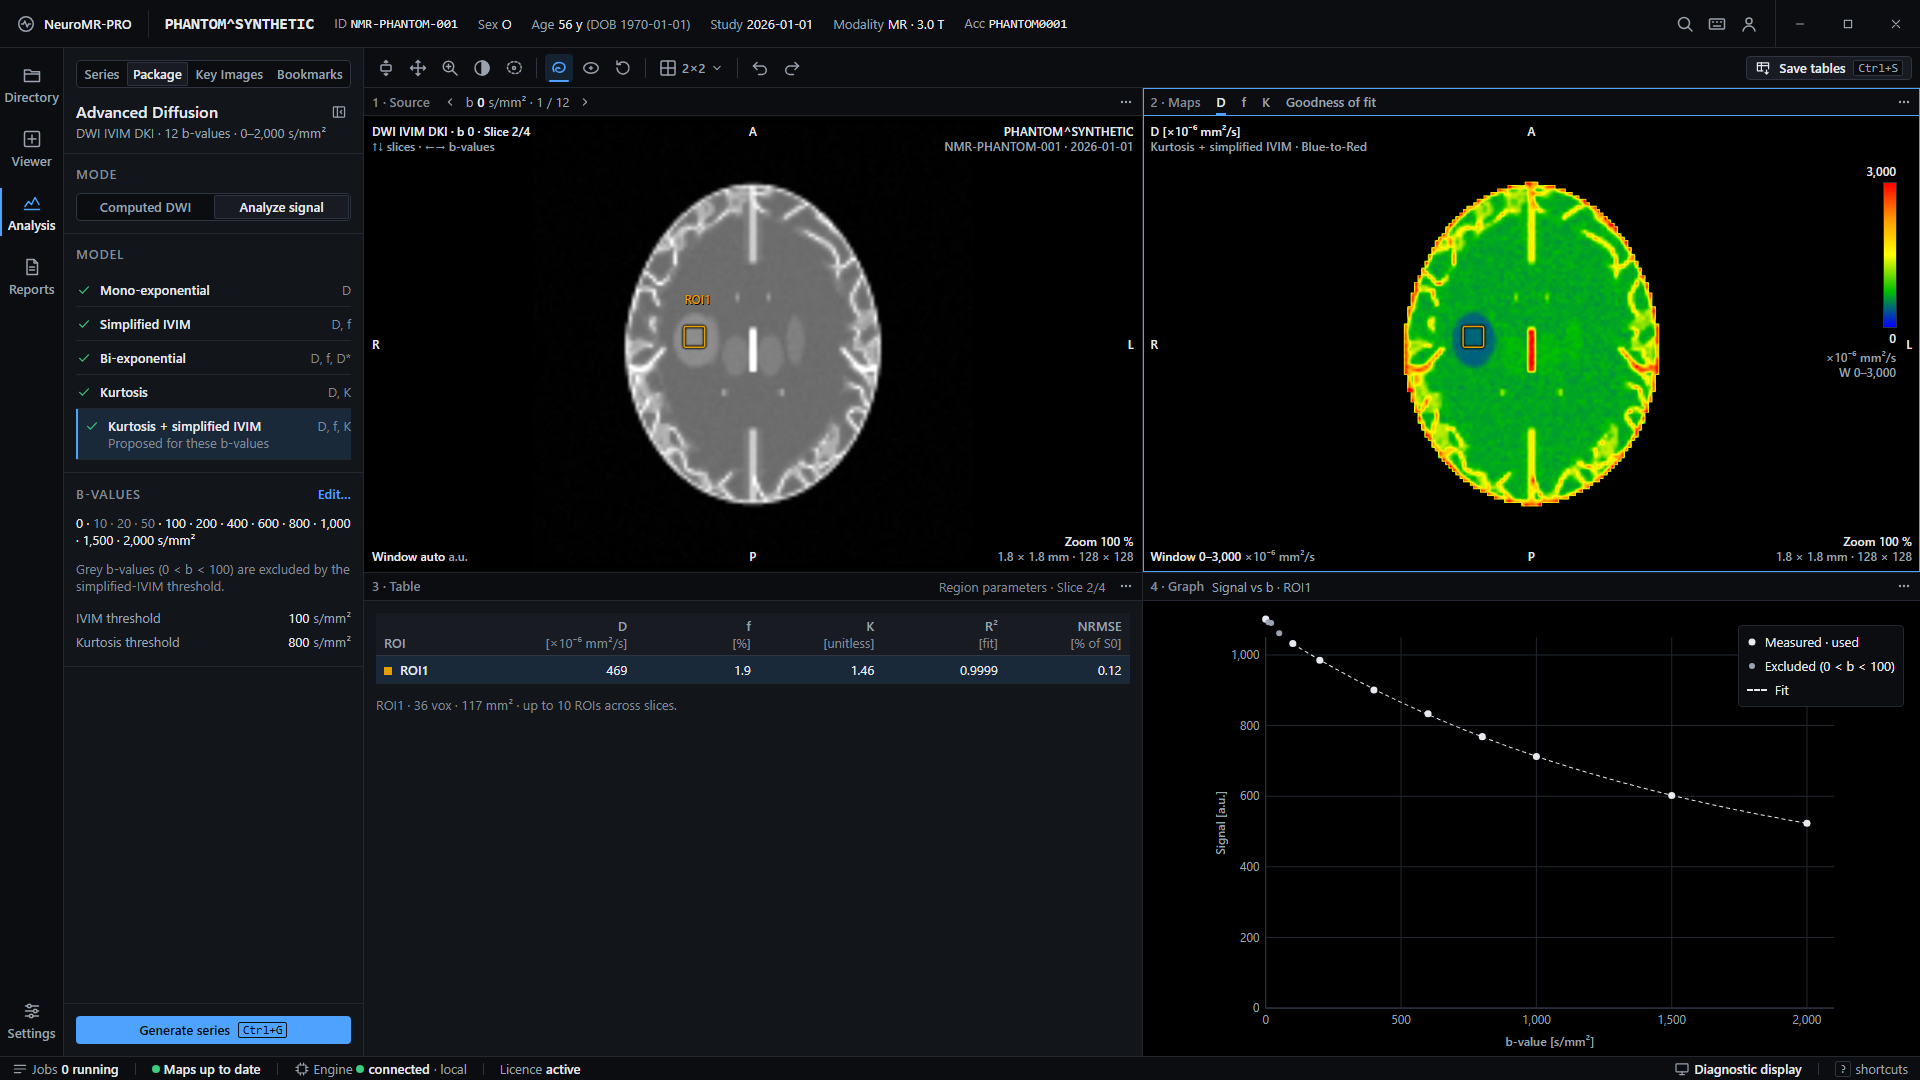 NeuroMR-PRO PHANTOM^SYNTHETIC ID NMR-PHANTOM-001 Sex O Age 56 y (DOB 1970-01-01) Study 2026-01-01 Modality MR · 3.0 T Acc PHANTOM0001
Directory
Viewer
Analysis
Reports
Settings
Series Package Key Images Bookmarks
Advanced Diffusion
DWI IVIM DKI · 12 b-values · 0–2,000 s/mm²
MODE
Computed DWI Analyze signal
MODEL
Mono-exponential D
Simplified IVIM D, f
Bi-exponential D, f, D*
Kurtosis D, K
Kurtosis + simplified IVIM D, f, K
Proposed for these b-values
B-VALUES Edit...
0 · 10 · 20 · 50 · 100 · 200 · 400 · 600 · 800 · 1,000
· 1,500 · 2,000 s/mm²
Grey b-values (0 < b < 100) are excluded by the
simplified-IVIM threshold.
IVIM threshold 100 s/mm²
Kurtosis threshold 800 s/mm²
Generate series Ctrl+G
2×2
Save tables Ctrl+S
1 · Source b 0 s/mm² · 1 / 12 ···
DWI IVIM DKI · b 0 · Slice 2/4
↑↓ slices · ←→ b-values
A
PHANTOM^SYNTHETIC
NMR-PHANTOM-001 · 2026-01-01
ROI1
R
L
Window auto a.u.
P
Zoom 100 %
1.8 × 1.8 mm · 128 × 128
2 · Maps D f K Goodness of fit ···
D [×10⁻⁶ mm²/s]
Kurtosis + simplified IVIM · Blue-to-Red
A
3,000
0
×10⁻⁶ mm²/s
W 0–3,000
R
L
Window 0–3,000 ×10⁻⁶ mm²/s
P
Zoom 100 %
1.8 × 1.8 mm · 128 × 128
3 · Table Region parameters · Slice 2/4 ···
D f K R² NRMSE
ROI [×10⁻⁶ mm²/s] [%] [unitless] [fit] [% of S0]
ROI1 469 1.9 1.46 0.9999 0.12
ROI1 · 36 vox · 117 mm² · up to 10 ROIs across slices.
4 · Graph Signal vs b · ROI1 ···
Measured · used
Excluded (0 < b < 100)
Fit
1,000
800
600
400
200
0
Signal [a.u.]
0 500 1,000 1,500 2,000
b-value [s/mm²]
Jobs 0 running Maps up to date Engine connected · local Licence active Diagnostic display ? shortcuts